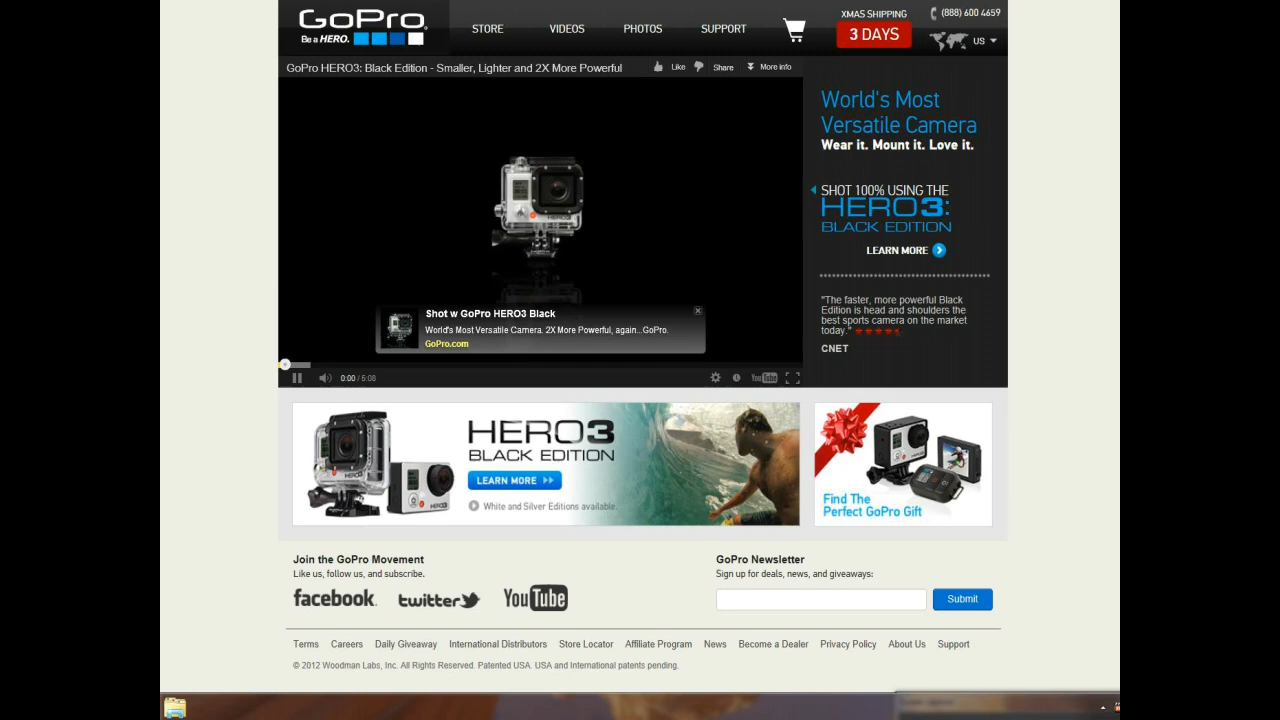 GoPro
Be a HERO.
STORE
VIDEOS
PHOTOS
SUPPORT
XMAS SHIPPING
3 DAYS
(888) 600 4659
US
GoPro HERO3: Black Edition - Smaller, Lighter and 2X More Powerful
Like
Share
More info
World's Most
Versatile Camera
Wear it. Mount it. Love it.
SHOT 100% USING THE
HERO3:
BLACK EDITION
LEARN MORE
"The faster, more powerful Black
Edition is head and shoulders the
best sports camera on the market
today."
CNET
Shot w GoPro HERO3 Black
World's Most Versatile Camera. 2X More Powerful, again...GoPro.
GoPro.com
0:00 / 5:08
YouTube
HERO3
BLACK EDITION
LEARN MORE
White and Silver Editions available.
HERO3
Find The
Perfect GoPro Gift
Join the GoPro Movement
Like us, follow us, and subscribe.
facebook
twitter
YouTube
GoPro Newsletter
Sign up for deals, news, and giveaways:
Submit
Terms Careers Daily Giveaway International Distributors Store Locator Affiliate Program News Become a Dealer Privacy Policy About Us Support
© 2012 Woodman Labs, Inc. All Rights Reserved. Patented USA. USA and International patents pending.